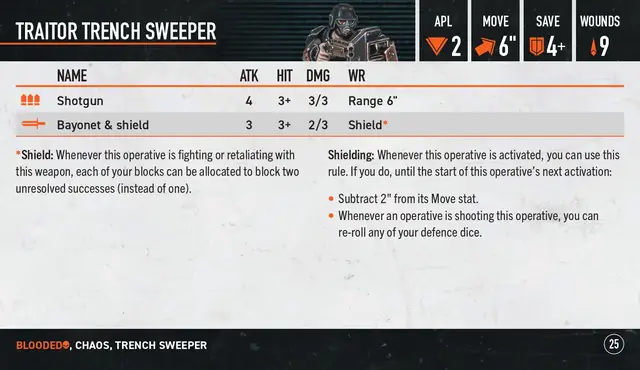 TRAITOR TRENCH SWEEPER
APL MOVE SAVE WOUNDS
2 6" 4+ 9
NAME ATK HIT DMG WR
Shotgun 4 3+ 3/3 Range 6"
Bayonet & shield 3 3+ 2/3 Shield*
*Shield: Whenever this operative is fighting or retaliating with
this weapon, each of your blocks can be allocated to block two
unresolved successes (instead of one).
Shielding: Whenever this operative is activated, you can use this
rule. If you do, until the start of this operative's next activation:
• Subtract 2" from its Move stat.
• Whenever an operative is shooting this operative, you can
re-roll any of your defence dice.
BLOODED, CHAOS, TRENCH SWEEPER
25